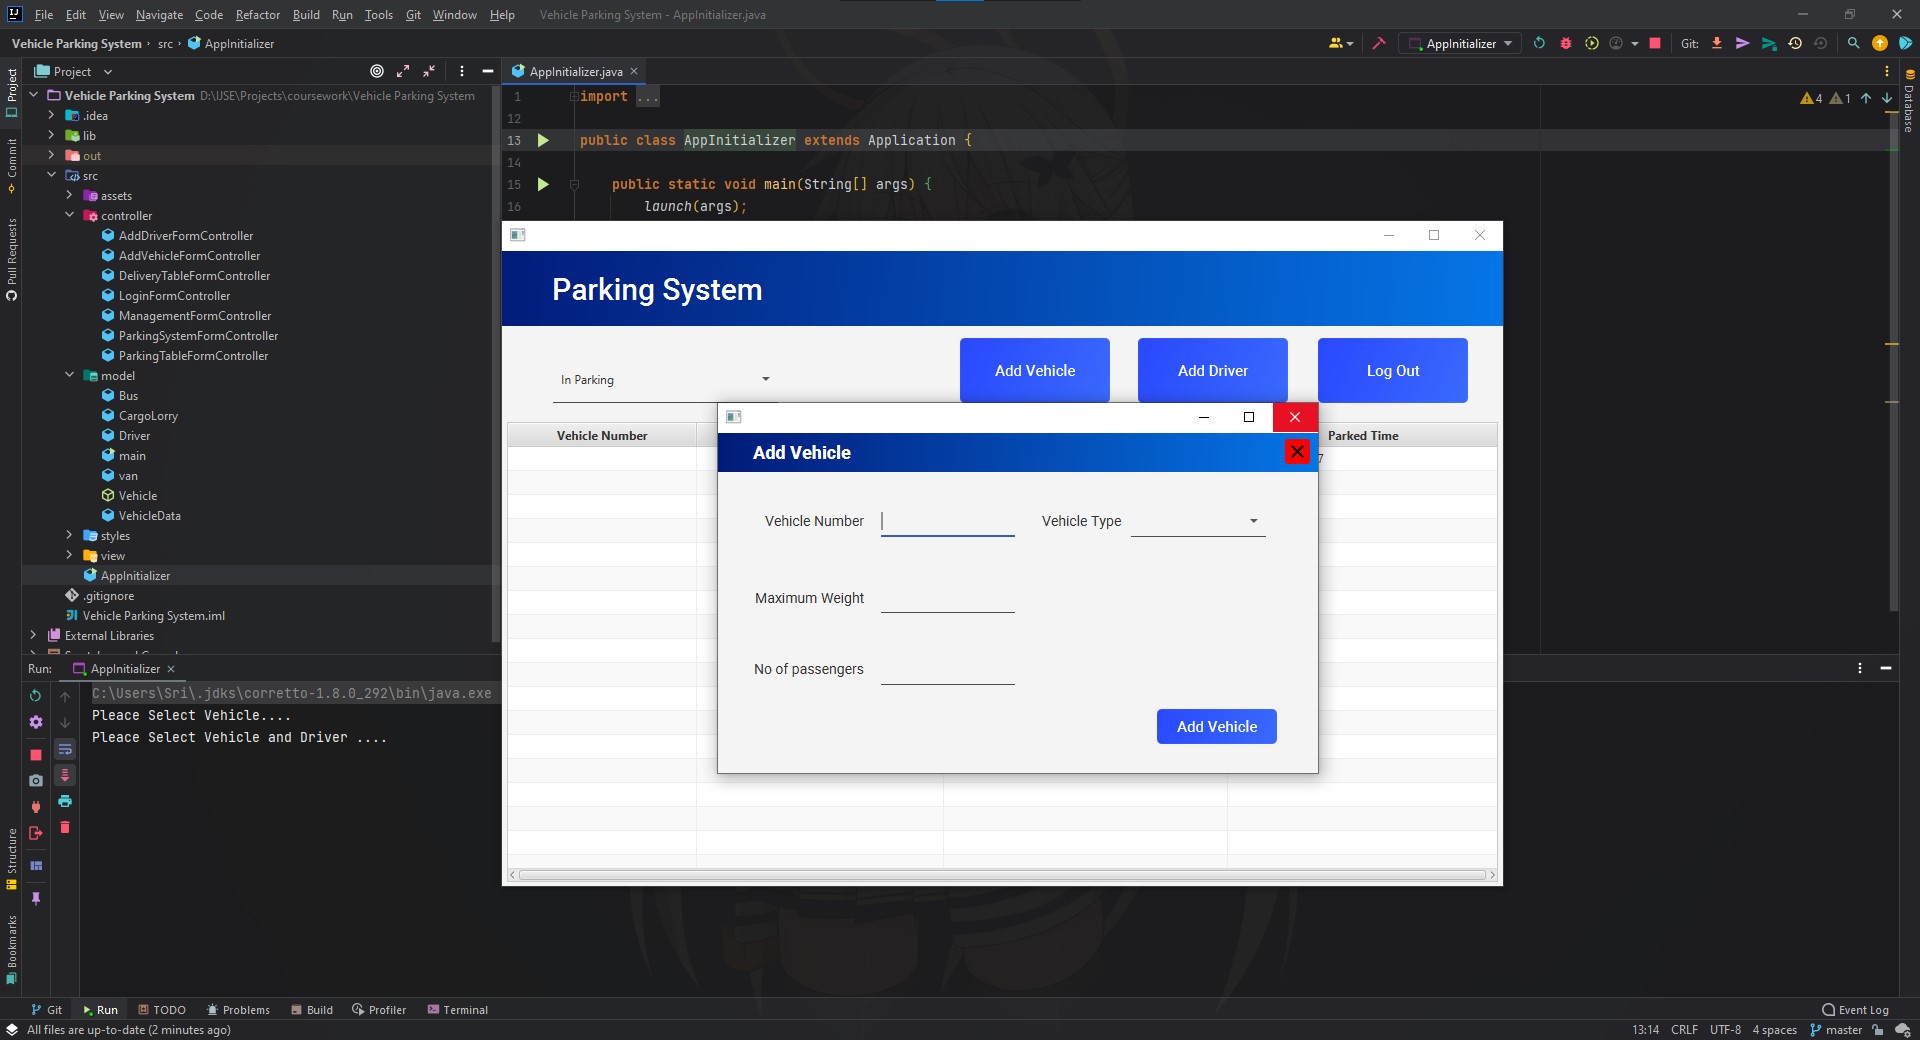 File Edit View Navigate Code Refactor Build Run Tools Git Window Help Vehicle Parking System - AppInitializer.java
Vehicle Parking System src AppInitializer AppInitializer Git:
Project AppInitializer.java
Project
Vehicle Parking System D:\IJSE\Projects\coursework\Vehicle Parking System
.idea
lib
out
src
assets
controller
AddDriverFormController
AddVehicleFormController
DeliveryTableFormController
LoginFormController
ManagementFormController
ParkingSystemFormController
ParkingTableFormController
model
Bus
CargoLorry
Driver
main
van
Vehicle
VehicleData
styles
view
AppInitializer
.gitignore
Vehicle Parking System.iml
External Libraries
Commit
Pull Requests
Structure
Bookmarks
Database
1 import ...
4 1
12
13 public class AppInitializer extends Application {
14
15 public static void main(String[] args) {
16 launch(args);
Parking System
In Parking
Add Vehicle Add Driver Log Out
Vehicle Number Parked Time
7
Add Vehicle
Vehicle Number Vehicle Type
Maximum Weight
No of passengers
Add Vehicle
Run: AppInitializer
C:\Users\Sri\.jdks\corretto-1.8.0_292\bin\java.exe
Pleace Select Vehicle....
Pleace Select Vehicle and Driver ....
Git Run TODO Problems Build Profiler Terminal Event Log
All files are up-to-date (2 minutes ago) 13:14 CRLF UTF-8 4 spaces master